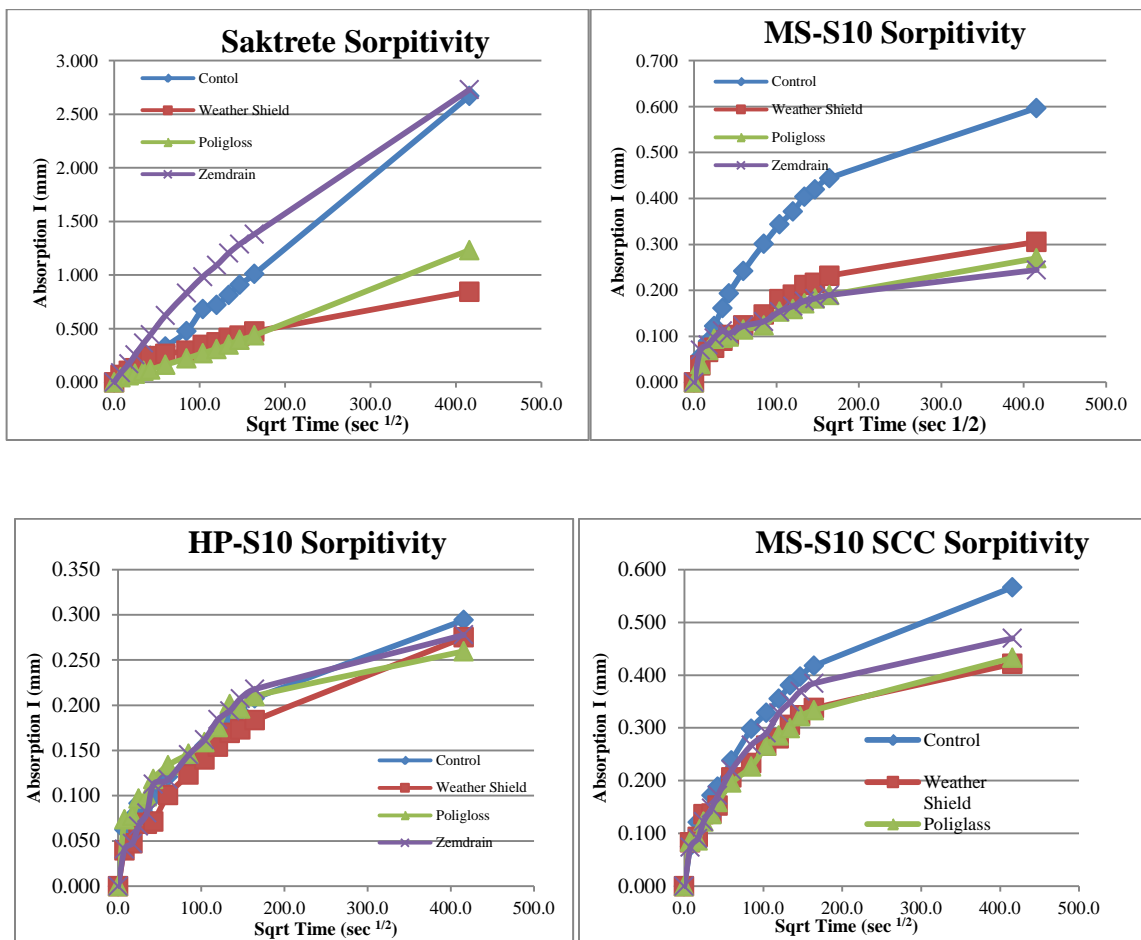 Saktrete Sorpitivity
3.000
2.500
2.000
1.500
1.000
0.500
0.000
Absorption I (mm)
Contol
Weather Shield
Poligloss
Zemdrain
0.0 100.0 200.0 300.0 400.0 500.0
Sqrt Time (sec 1/2)
MS-S10 Sorpitivity
0.700
0.600
0.500
0.400
0.300
0.200
0.100
0.000
Absorption I (mm)
Control
Weather Shield
Poligloss
Zemdrain
0.0 100.0 200.0 300.0 400.0 500.0
Sqrt Time (sec 1/2)
HP-S10 Sorpitivity
0.350
0.300
0.250
0.200
0.150
0.100
0.050
0.000
Absorption I (mm)
Control
Weather Shield
Poligloss
Zemdrain
0.0 100.0 200.0 300.0 400.0 500.0
Sqrt Time (sec 1/2)
MS-S10 SCC Sorpitivity
0.600
0.500
0.400
0.300
0.200
0.100
0.000
Absorption I (mm)
Control
Weather
Shield
Poliglass
0.0 100.0 200.0 300.0 400.0 500.0
Sqrt Time (sec 1/2)